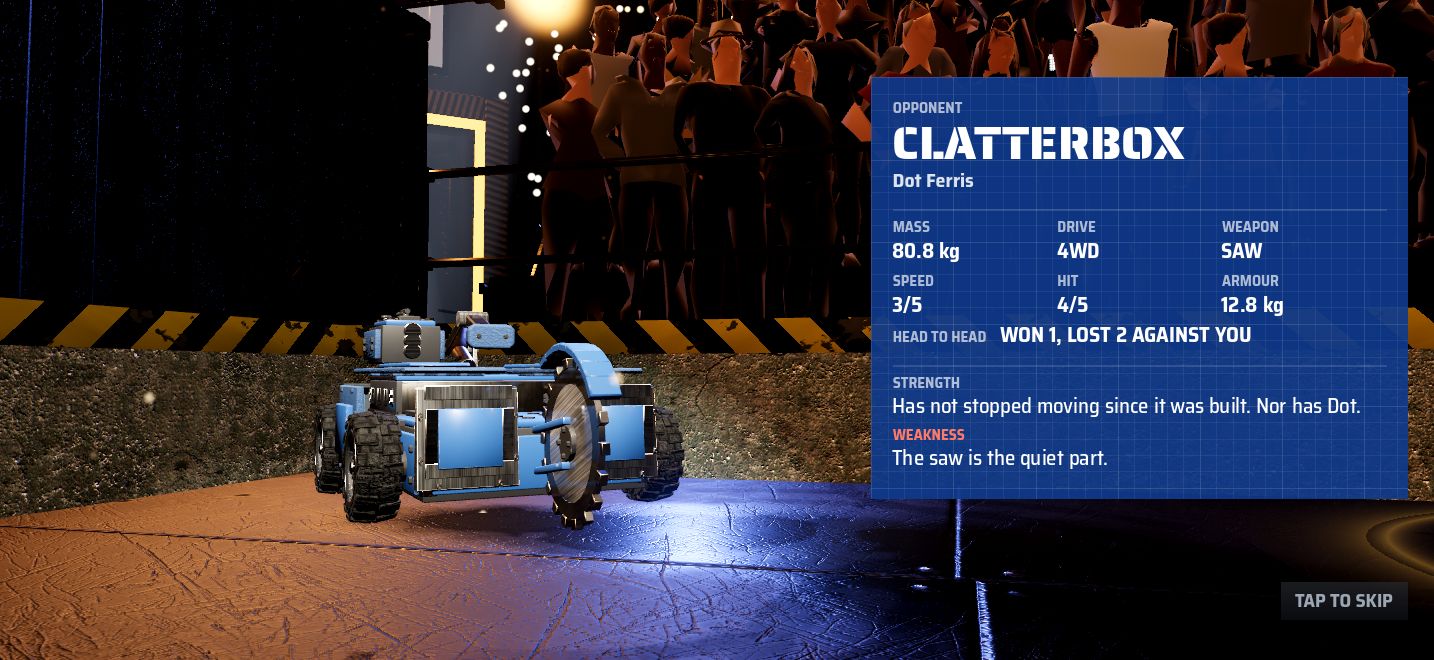 OPPONENT
CLATTERBOX
Dot Ferris
MASS DRIVE WEAPON
80.8 kg 4WD SAW
SPEED HIT ARMOUR
3/5 4/5 12.8 kg
HEAD TO HEAD WON 1, LOST 2 AGAINST YOU
STRENGTH
Has not stopped moving since it was built. Nor has Dot.
WEAKNESS
The saw is the quiet part.
TAP TO SKIP